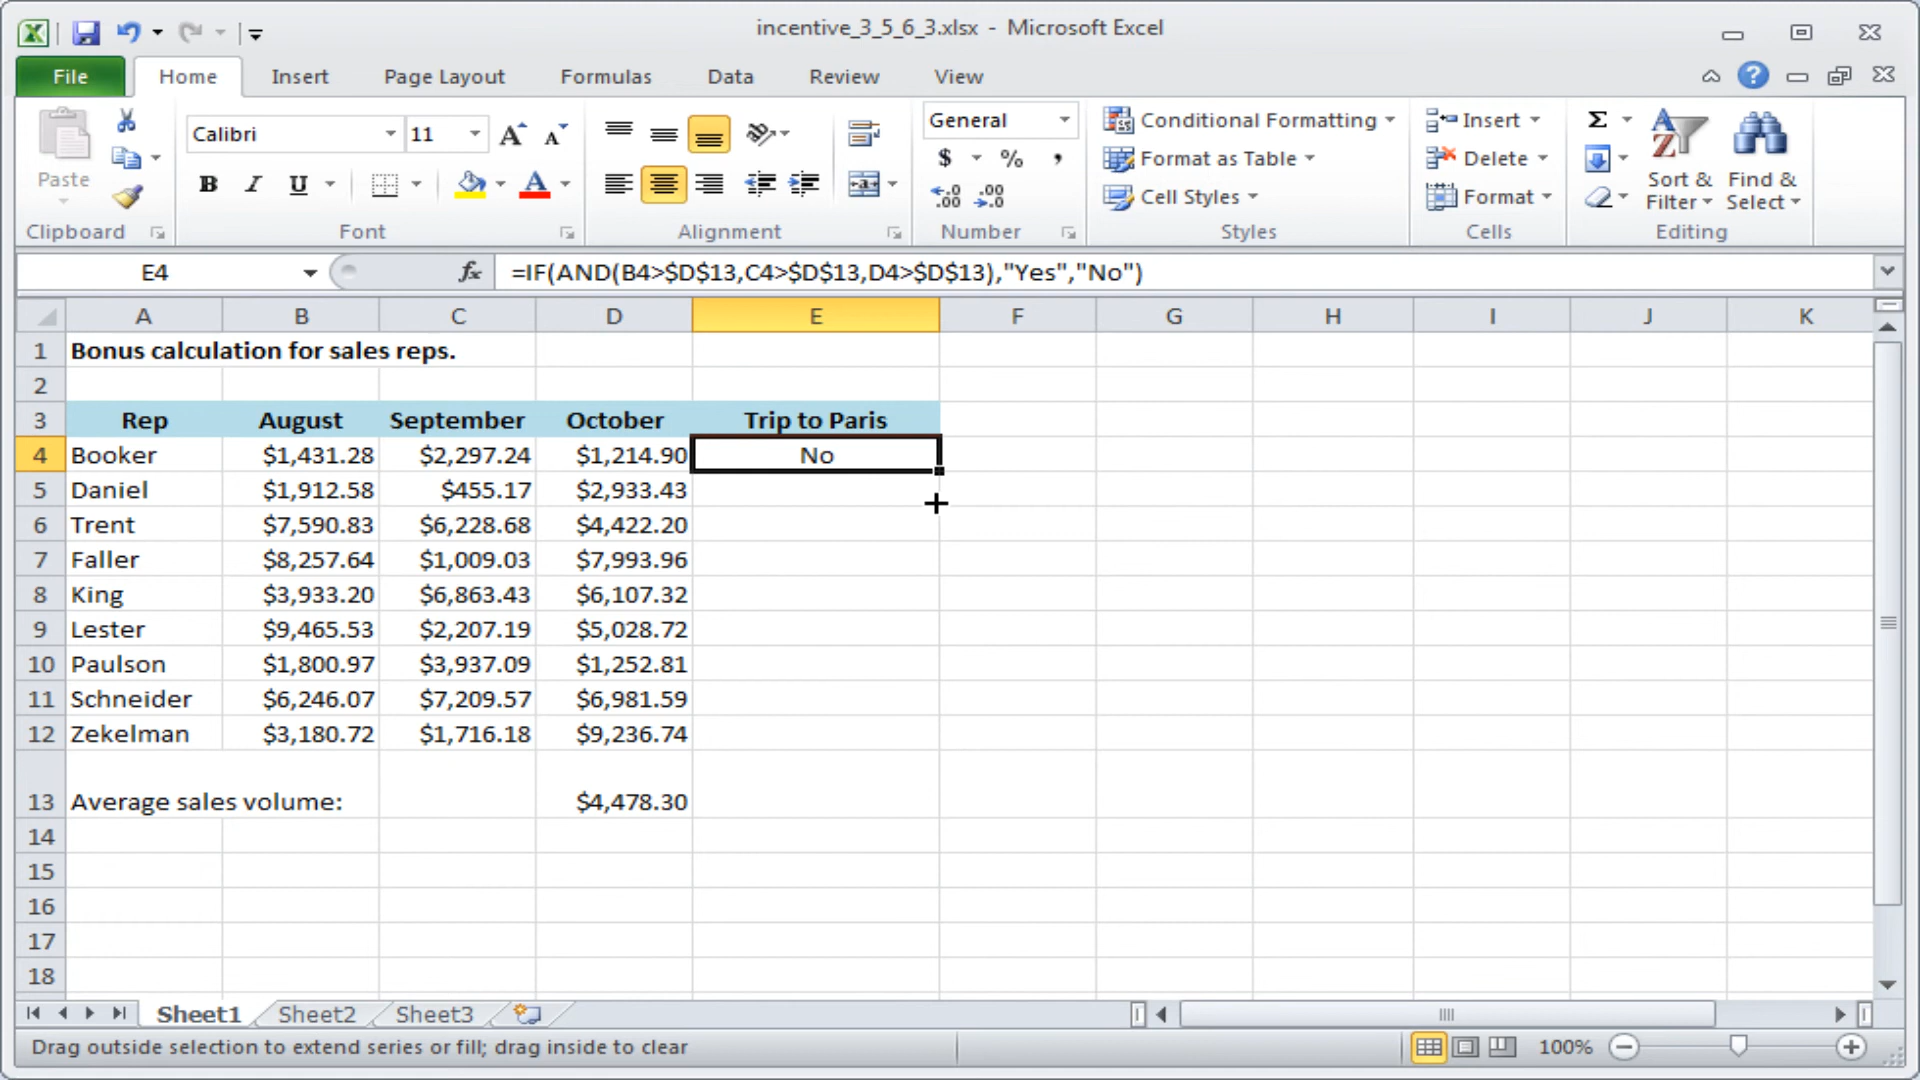 incentive_3_5_6_3.xlsx - Microsoft Excel
File Home Insert Page Layout Formulas Data Review View
Paste
Clipboard
Calibri 11
B I U A
Font
Alignment
General
$ % ,
Number
Conditional Formatting
Format as Table
Cell Styles
Styles
Insert
Delete
Format
Cells
Σ
Sort & Filter
Find & Select
Editing
E4 fx =IF(AND(B4>$D$13,C4>$D$13,D4>$D$13),"Yes","No")
A B C D E F G H I J K
1 Bonus calculation for sales reps.
2
3 Rep August September October Trip to Paris
4 Booker $1,431.28 $2,297.24 $1,214.90 No
5 Daniel $1,912.58 $455.17 $2,933.43
6 Trent $7,590.83 $6,228.68 $4,422.20
7 Faller $8,257.64 $1,009.03 $7,993.96
8 King $3,933.20 $6,863.43 $6,107.32
9 Lester $9,465.53 $2,207.19 $5,028.72
10 Paulson $1,800.97 $3,937.09 $1,252.81
11 Schneider $6,246.07 $7,209.57 $6,981.59
12 Zekelman $3,180.72 $1,716.18 $9,236.74
13 Average sales volume: $4,478.30
14
15
16
17
18
Sheet1 Sheet2 Sheet3
Drag outside selection to extend series or fill; drag inside to clear 100%